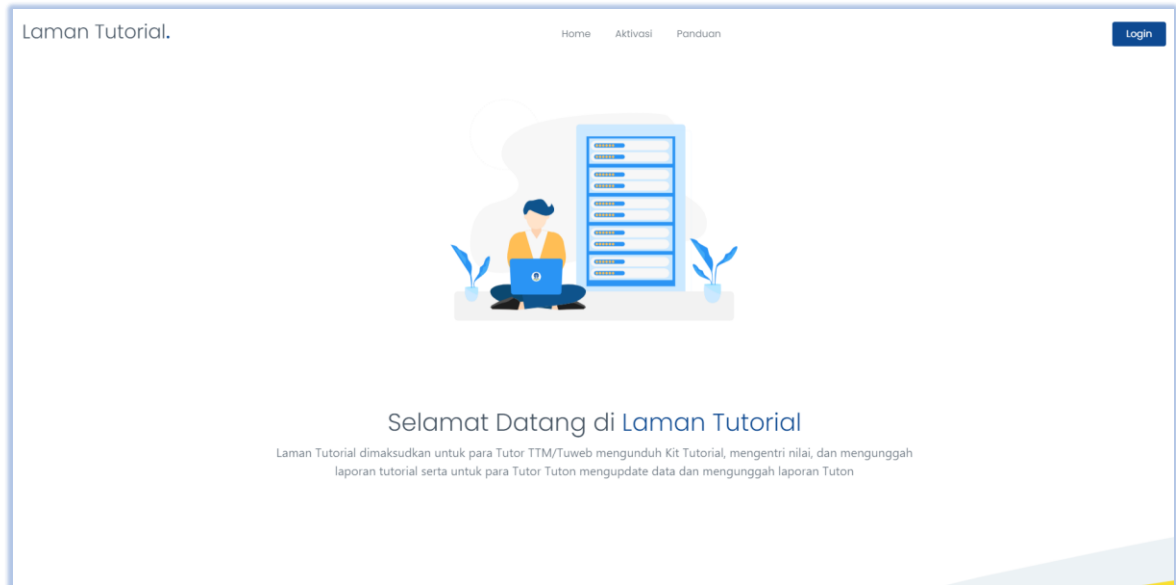 Laman Tutorial.
Home Aktivasi Panduan
Login
Selamat Datang di Laman Tutorial
Laman Tutorial dimaksudkan untuk para Tutor TTM/Tuweb mengunduh Kit Tutorial, mengentri nilai, dan mengunggah
laporan tutorial serta untuk para Tutor Tuton mengupdate data dan mengunggah laporan Tuton